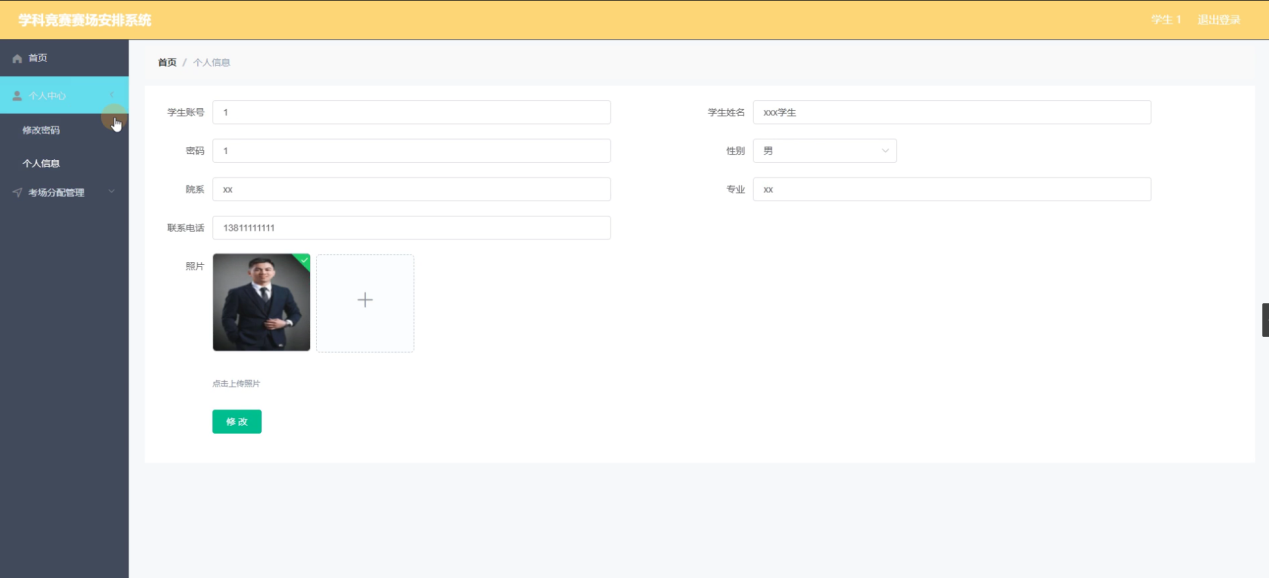 学科竞赛赛场安排系统
学生 1 退出登录
首页
首页 / 个人信息
个人中心
修改密码
个人信息
考场分配管理
学生账号 1
学生姓名 xxx学生
密码 1
性别 男
院系 xx
专业 xx
联系电话 13811111111
照片
点击上传照片
修 改